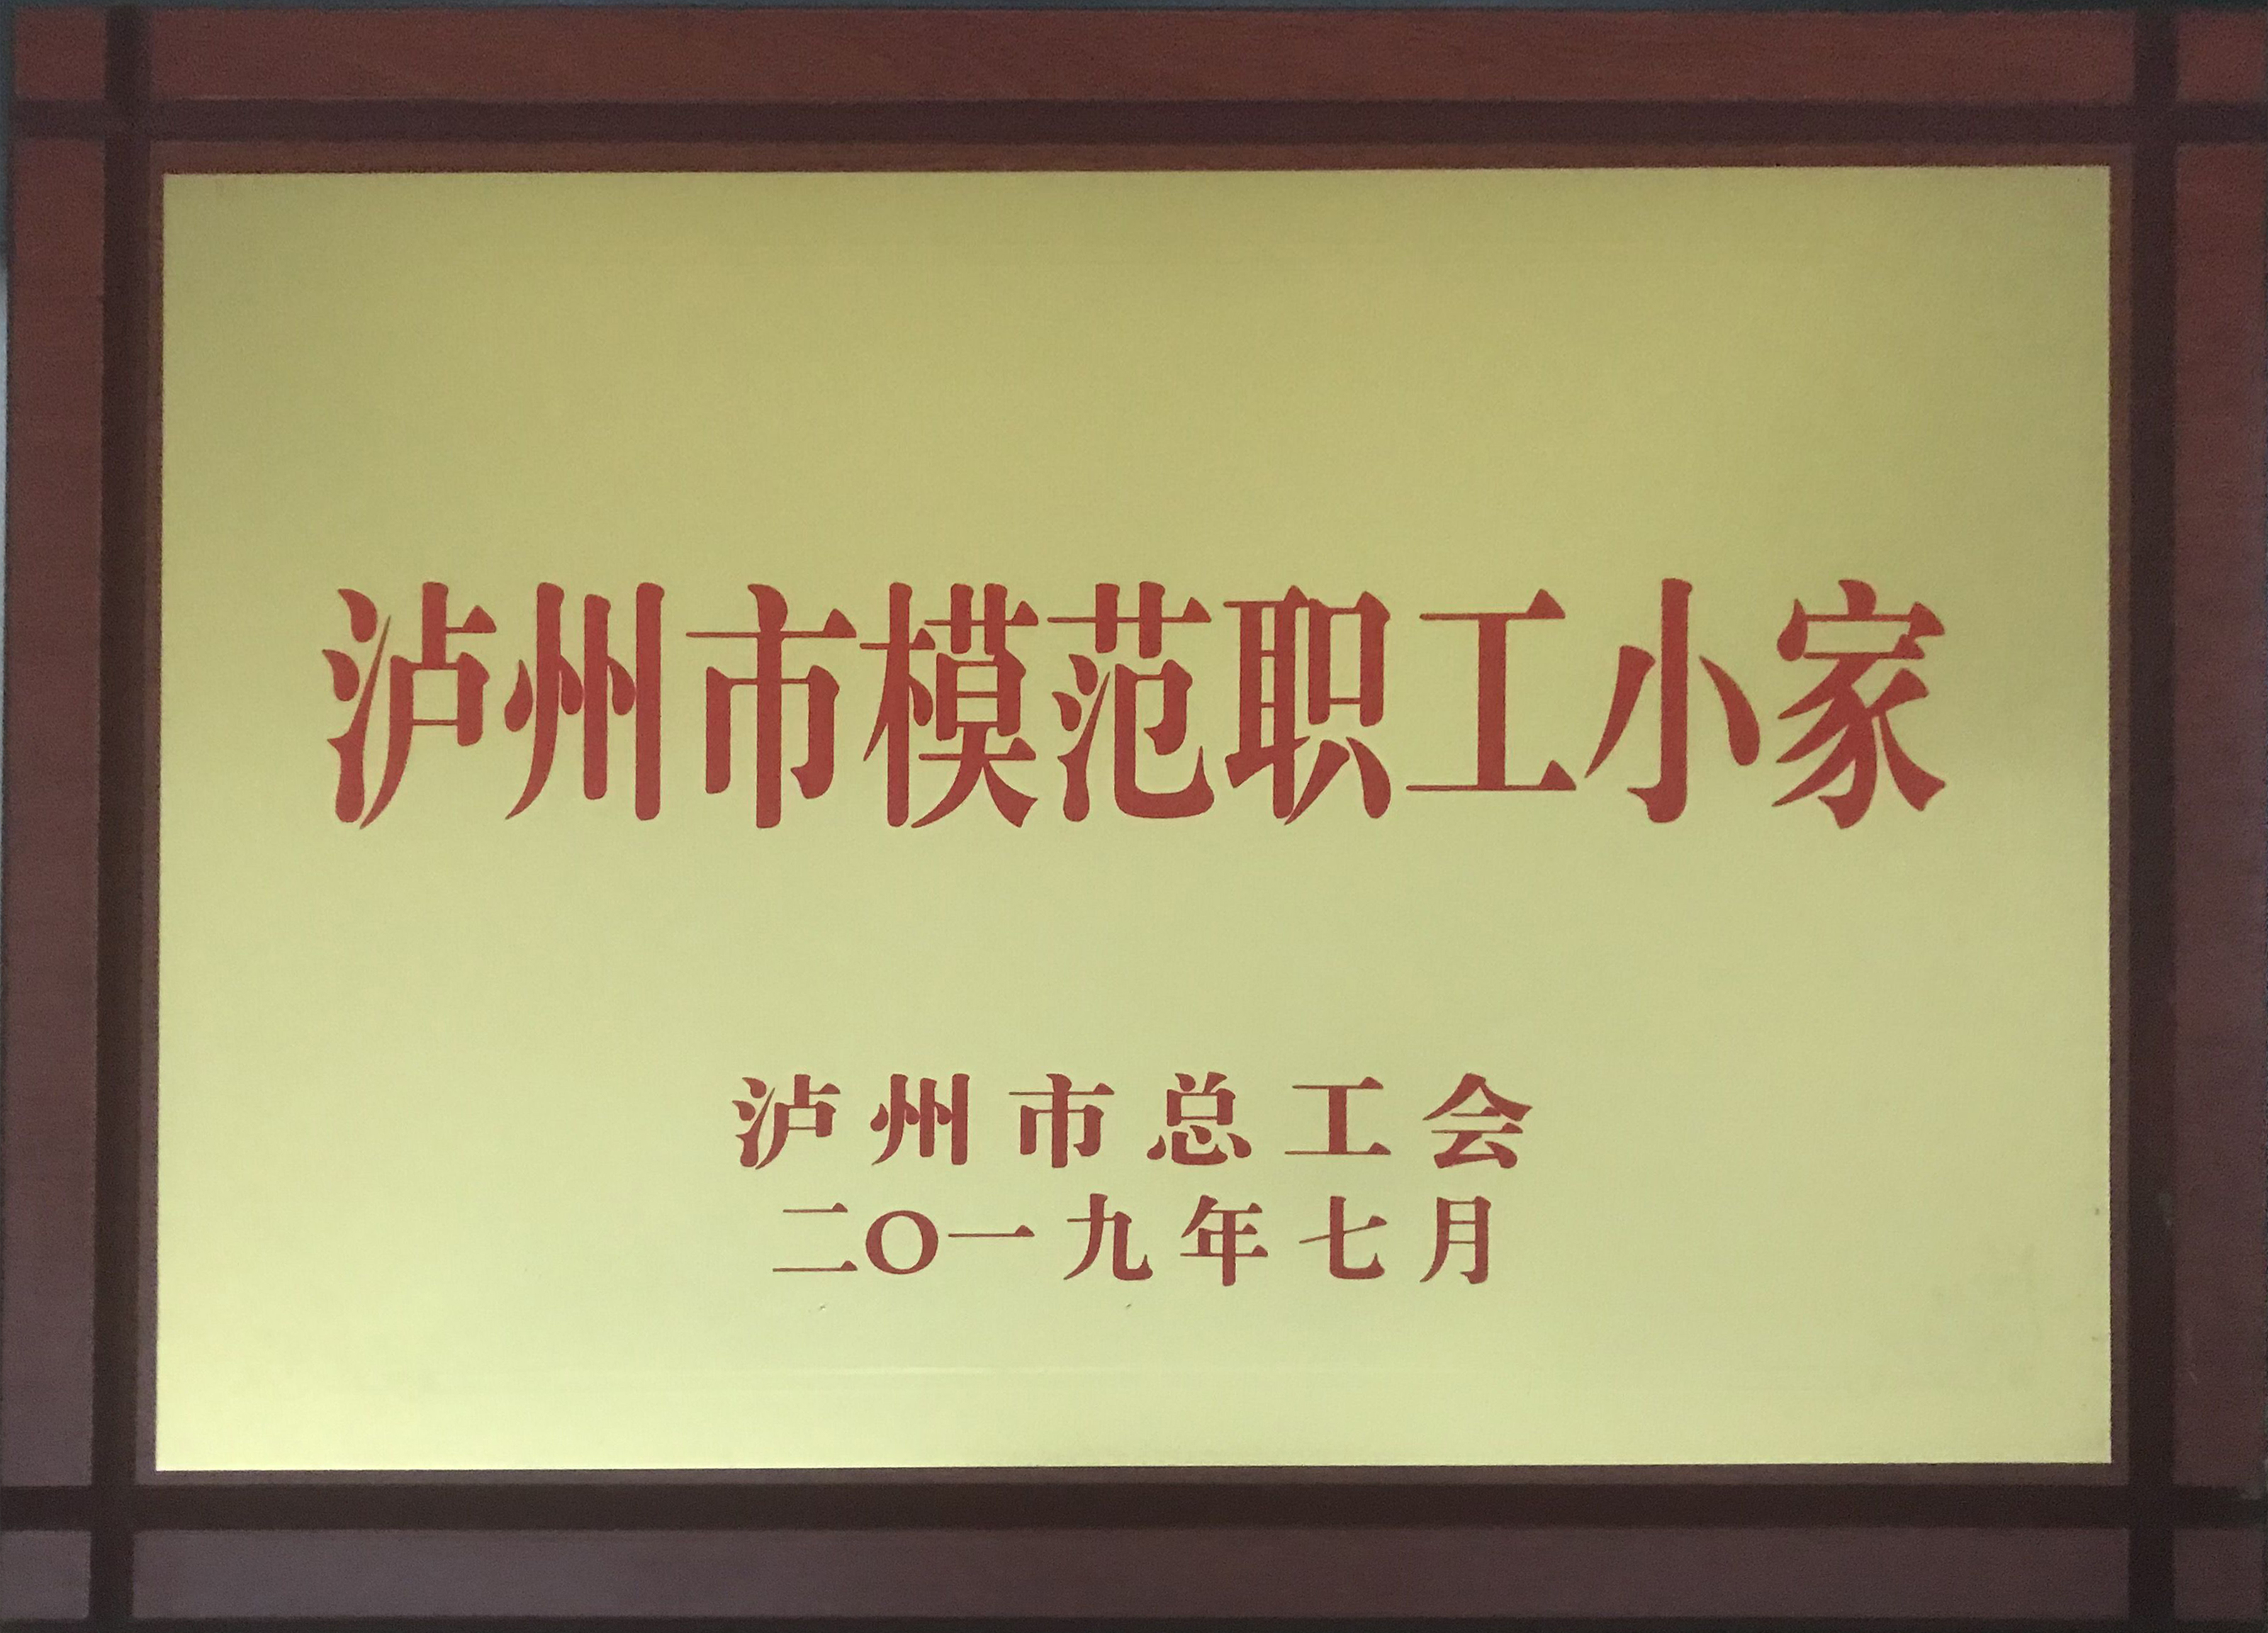 泸州市模范职工小家
泸州市总工会
二〇一九年七月